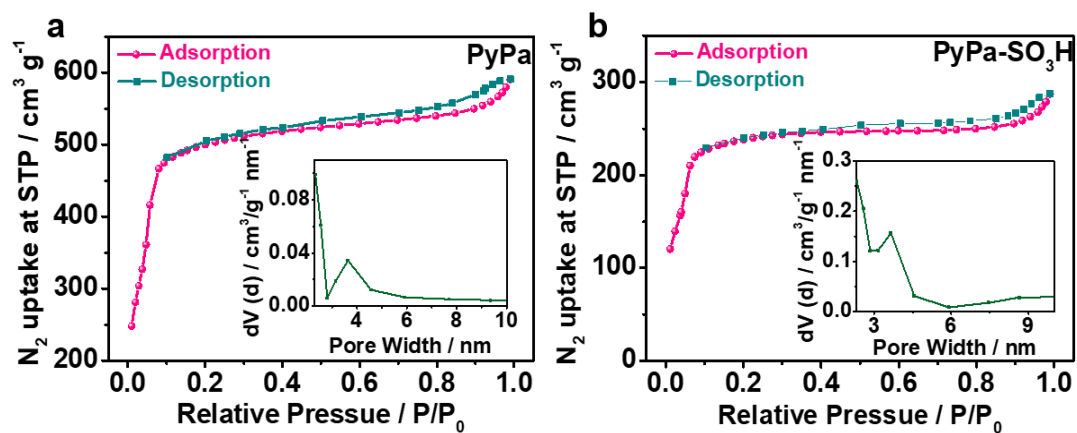 a
PyPa
Adsorption
Desorption
N₂ uptake at STP / cm³ g⁻¹
600
500
400
300
200
0.0 0.2 0.4 0.6 0.8 1.0
Relative Pressue / P/P₀
dV (d) / cm³/g⁻¹ nm⁻¹
0.08
0.04
0.00
4 6 8 10
Pore Width / nm
b
PyPa-SO₃H
Adsorption
Desorption
N₂ uptake at STP / cm³ g⁻¹
300
200
100
0
0.0 0.2 0.4 0.6 0.8 1.0
Relative Pressue / P/P₀
dV (d) / cm³/g⁻¹ nm⁻¹
0.3
0.2
0.1
0.0
3 6 9
Pore Width / nm